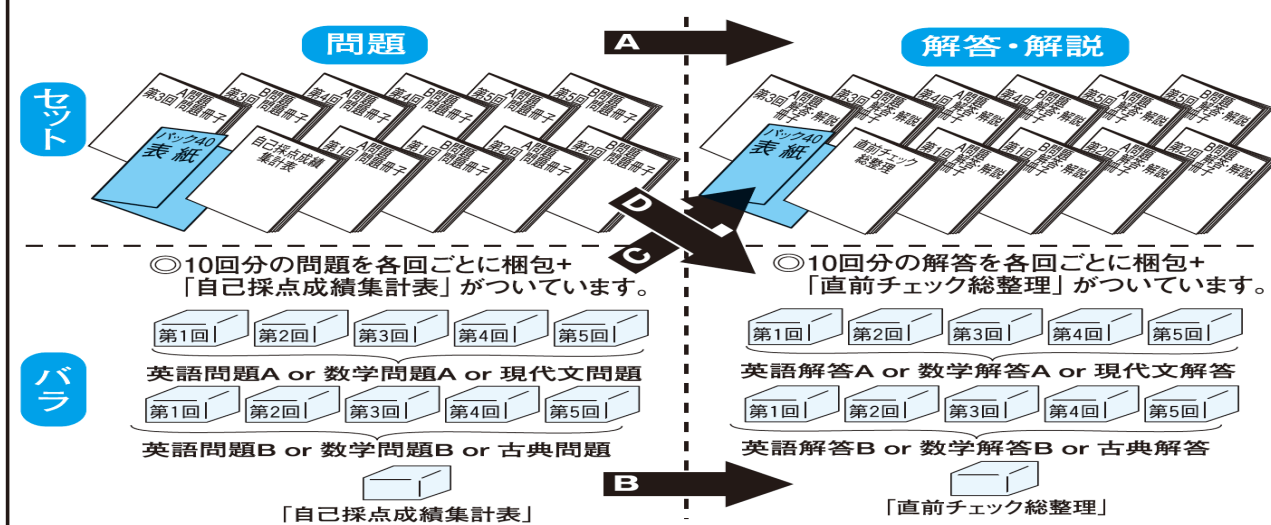 問題
A
解答・解説
セット
第3回 A問題 問題冊子
第3回 B問題 問題冊子
第4回 A問題 問題冊子
第4回 B問題 問題冊子
第5回 A問題 問題冊子
第5回 B問題 問題冊子
パック40 表紙
自己採点成績集計表
第1回 A問題 問題冊子
第1回 B問題 問題冊子
第2回 A問題 問題冊子
第2回 B問題 問題冊子
第3回 A問題 解答・解説冊子
第3回 B問題 解答・解説冊子
第4回 A問題 解答・解説冊子
第4回 B問題 解答・解説冊子
第5回 A問題 解答・解説冊子
第5回 B問題 解答・解説冊子
パック40 表紙
直前チェック総整理
第1回 A問題 解答・解説冊子
第1回 B問題 解答・解説冊子
第2回 A問題 解答・解説冊子
第2回 B問題 解答・解説冊子
D
C
◎10回分の問題を各回ごとに梱包+
「自己採点成績集計表」がついています。
◎10回分の解答を各回ごとに梱包+
「直前チェック総整理」がついています。
バラ
第1回 第2回 第3回 第4回 第5回
英語問題A or 数学問題A or 現代文問題
第1回 第2回 第3回 第4回 第5回
英語問題B or 数学問題B or 古典問題
「自己採点成績集計表」
第1回 第2回 第3回 第4回 第5回
英語解答A or 数学解答A or 現代文解答
第1回 第2回 第3回 第4回 第5回
英語解答B or 数学解答B or 古典解答
B
「直前チェック総整理」